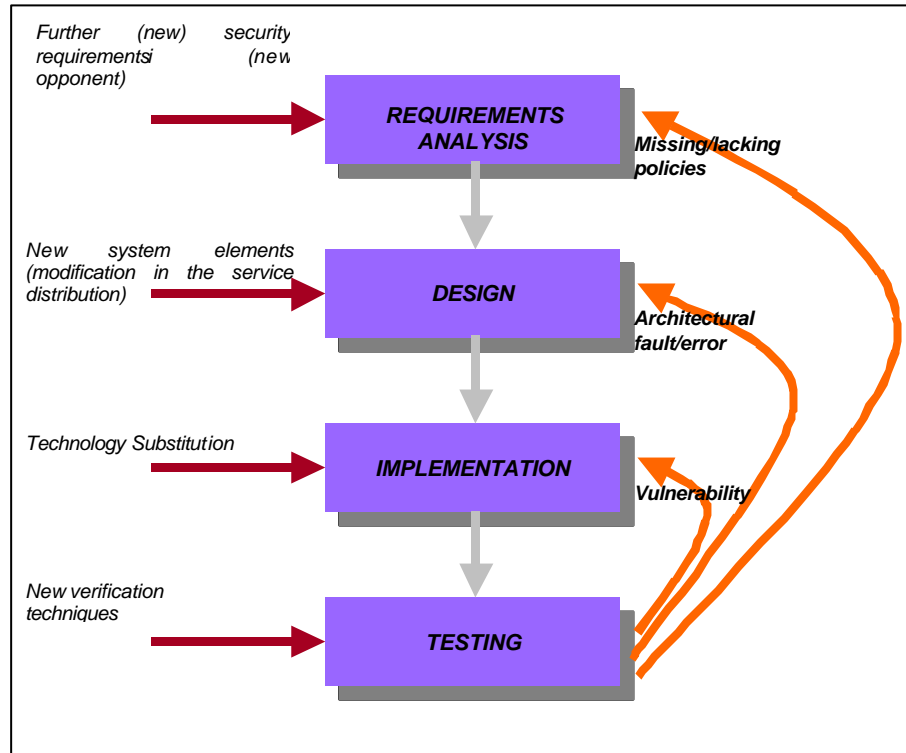 Further (new) security
requirementsi (new
opponent)
REQUIREMENTS
ANALYSIS
Missing/lacking
policies
New system elements
(modification in the service
distribution)
DESIGN
Architectural
fault/error
Technology Substitution
IMPLEMENTATION
Vulnerability
New verification
techniques
TESTING